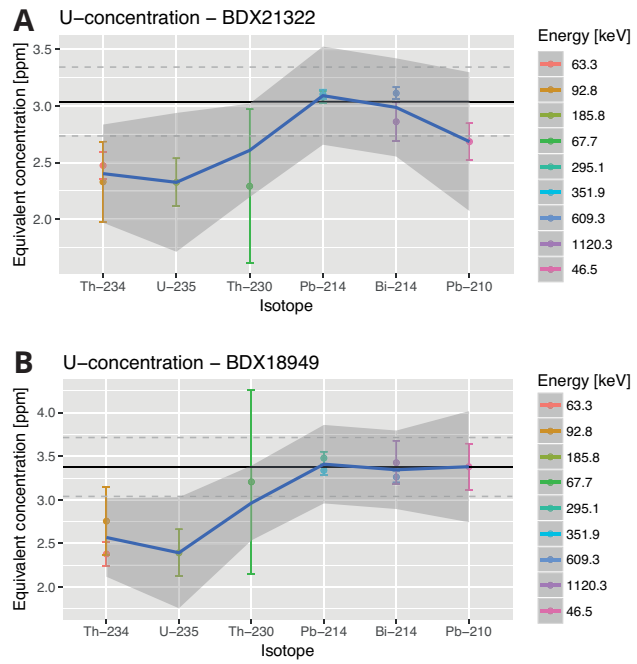 A
U-concentration – BDX21322
Equivalent concentration [ppm]
3.5
3.0
2.5
2.0
Th–234
U–235
Th–230
Pb–214
Bi–214
Pb–210
Isotope
Energy [keV]
63.3
92.8
185.8
67.7
295.1
351.9
609.3
1120.3
46.5
B
U-concentration – BDX18949
Equivalent concentration [ppm]
4.0
3.5
3.0
2.5
2.0
Th–234
U–235
Th–230
Pb–214
Bi–214
Pb–210
Isotope
Energy [keV]
63.3
92.8
185.8
67.7
295.1
351.9
609.3
1120.3
46.5